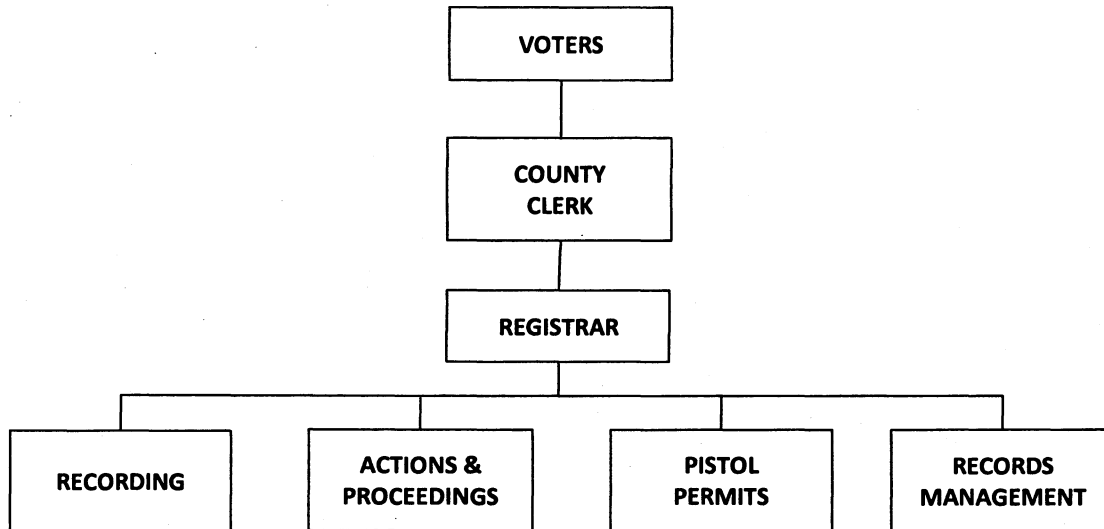 VOTERS
COUNTY
CLERK
REGISTRAR
RECORDING
ACTIONS &
PROCEEDINGS
PISTOL
PERMITS
RECORDS
MANAGEMENT